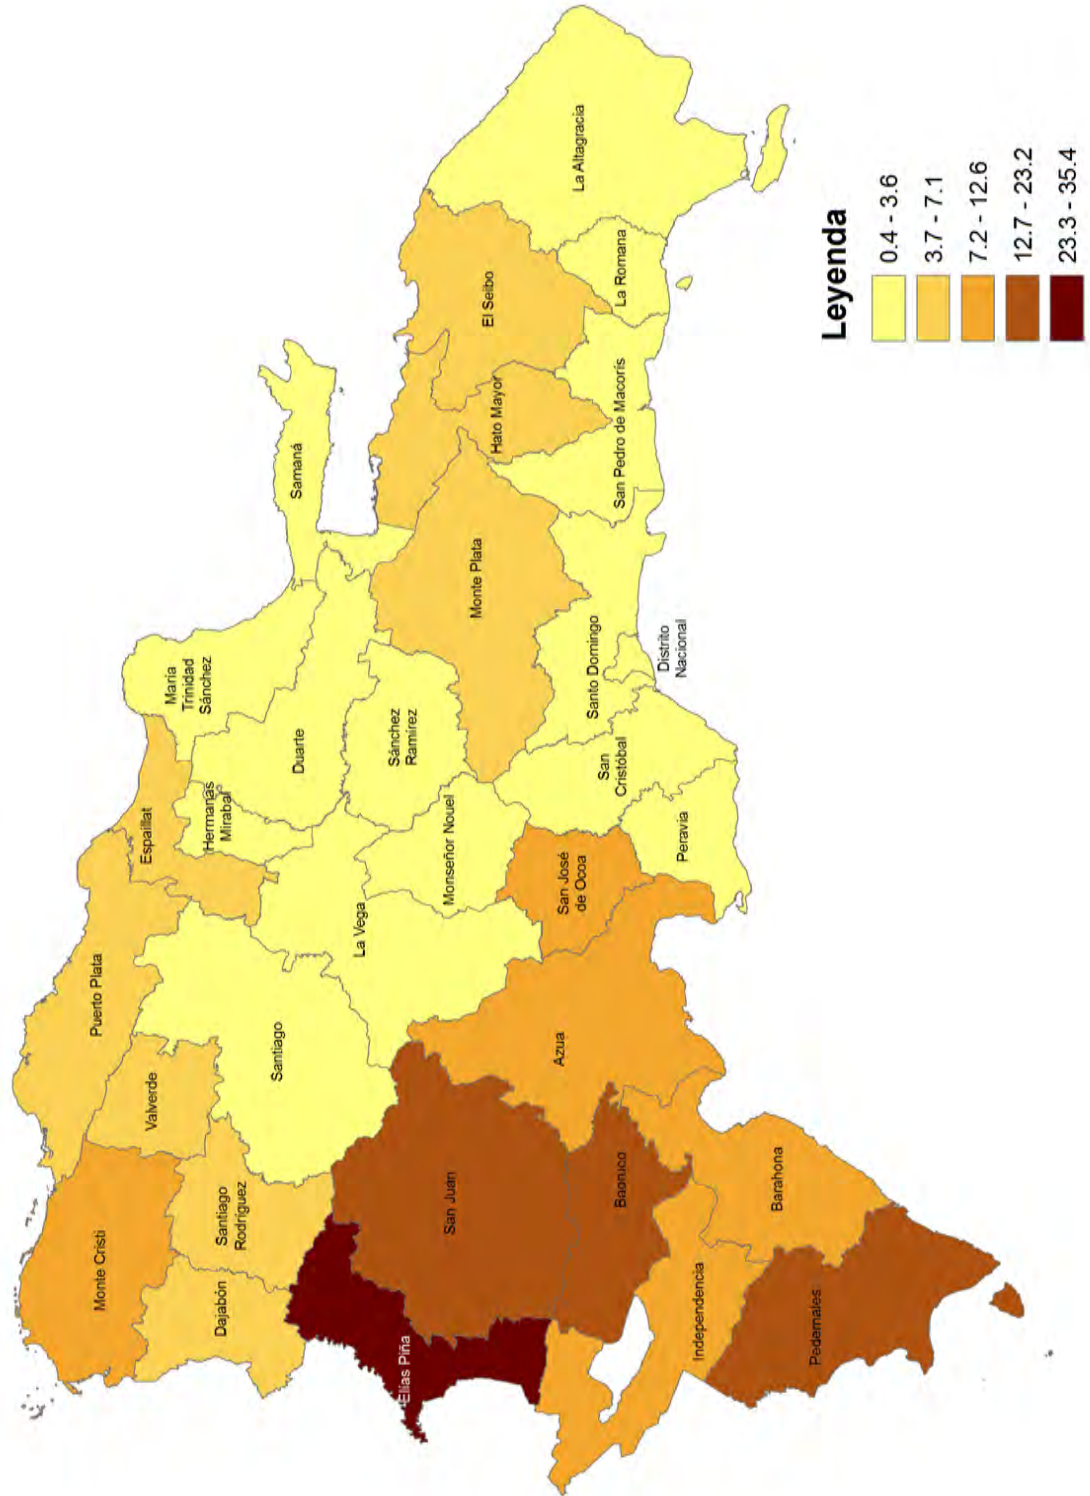 Puerto Plata
Espaillat
María
Trinidad
Sánchez
Samaná
Monte Cristi
Valverde
Hermanas
Mirabal
Duarte
Dajabón
Santiago
Rodríguez
Santiago
La Vega
Sánchez
Ramírez
Monseñor Nouel
Monte Plata
Hato Mayor
El Seibo
La Altagracia
Elías Piña
San Juan
Azua
San José
de Ocoa
San
Cristóbal
Santo Domingo
San Pedro de Macorís
La Romana
Distrito
Nacional
Peravia
Baoruco
Independencia
Barahona
Pedernales
Leyenda
0.4 - 3.6
3.7 - 7.1
7.2 - 12.6
12.7 - 23.2
23.3 - 35.4